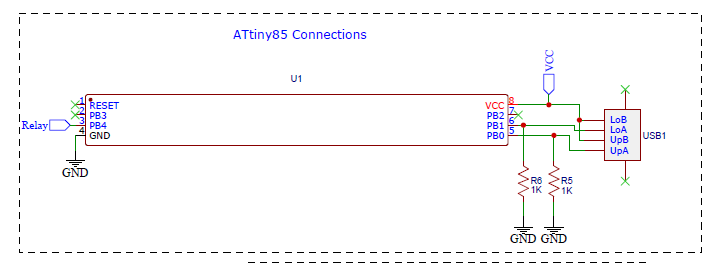 ATtiny85 Connections
VCC
U1
1 RESET VCC 8
2 PB3 PB2 7
Relay 3 PB4 PB1 6
4 GND PB0 5
LoB
LoA
UpB
UpA
USB1
GND
R6 1K
R5 1K
GND GND